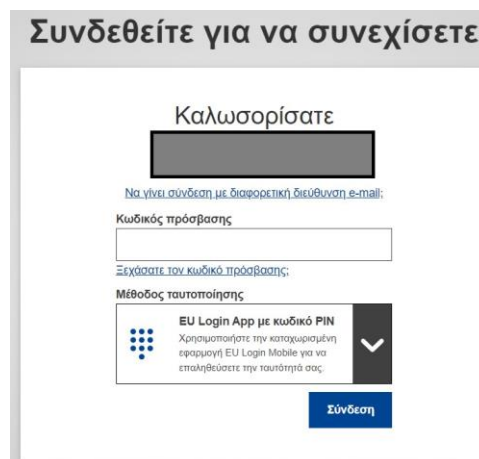 Συνδεθείτε για να συνεχίσετε
Καλωσορίσατε
Να γίνει σύνδεση με διαφορετική διεύθυνση e-mail;
Κωδικός πρόσβασης
Ξεχάσατε τον κωδικό πρόσβασης;
Μέθοδος ταυτοποίησης
EU Login App με κωδικό PIN
Χρησιμοποιήστε την καταχωρισμένη
εφαρμογή EU Login Mobile για να
επαληθεύσετε την ταυτότητά σας.
Σύνδεση